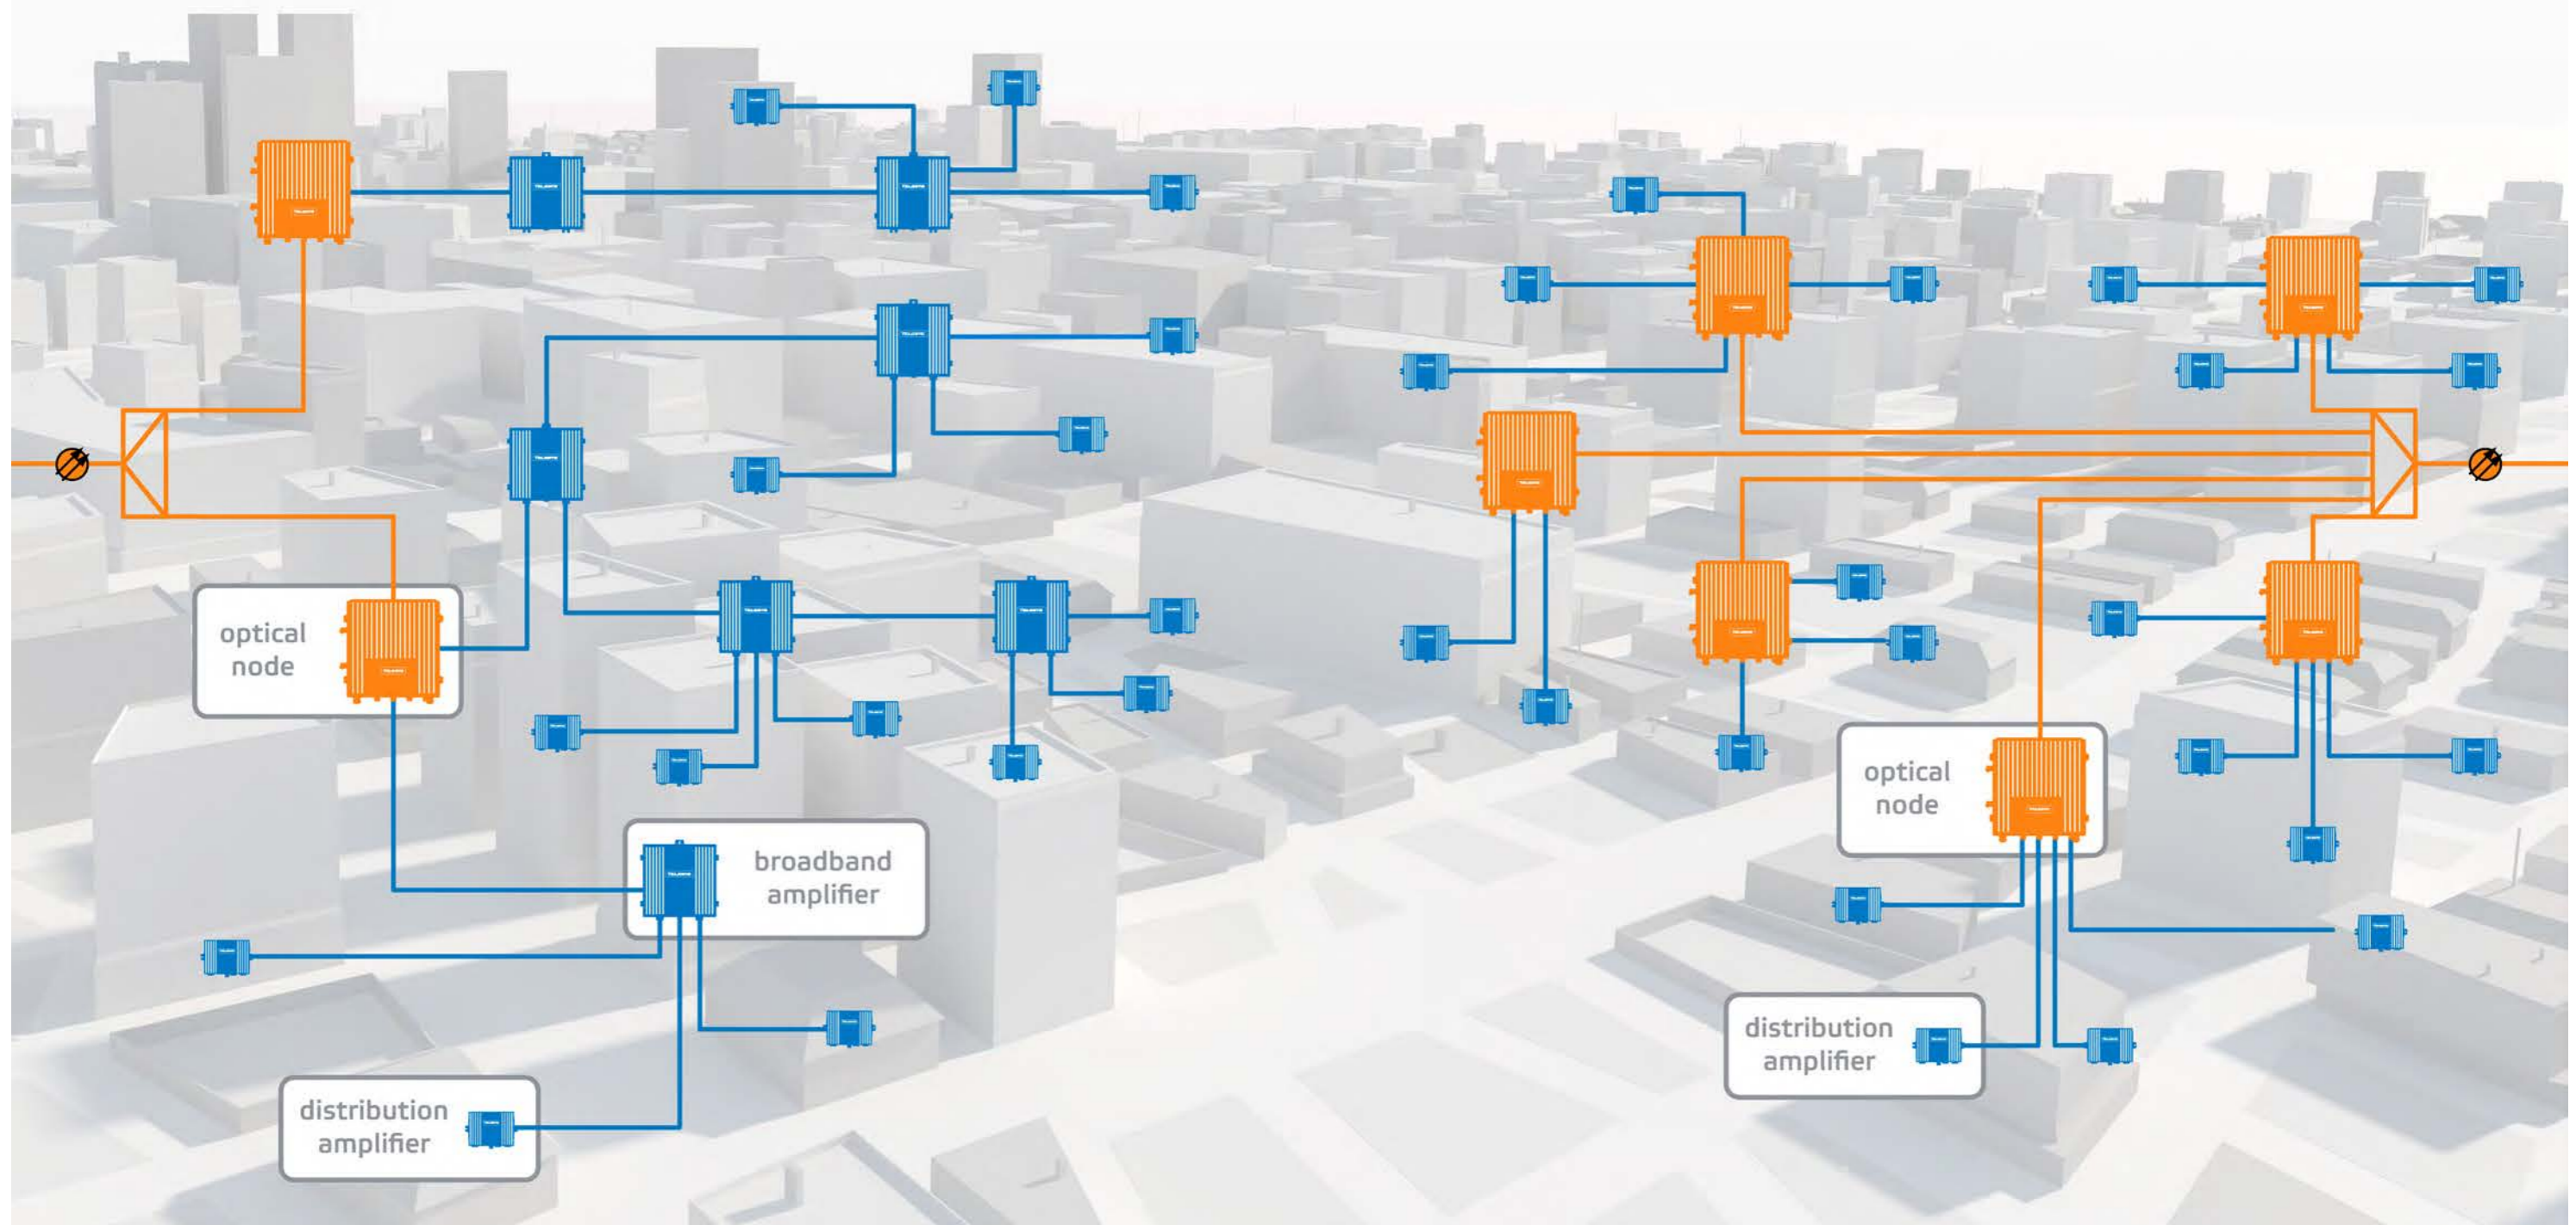 optical
node
broadband
amplifier
distribution
amplifier
optical
node
distribution
amplifier